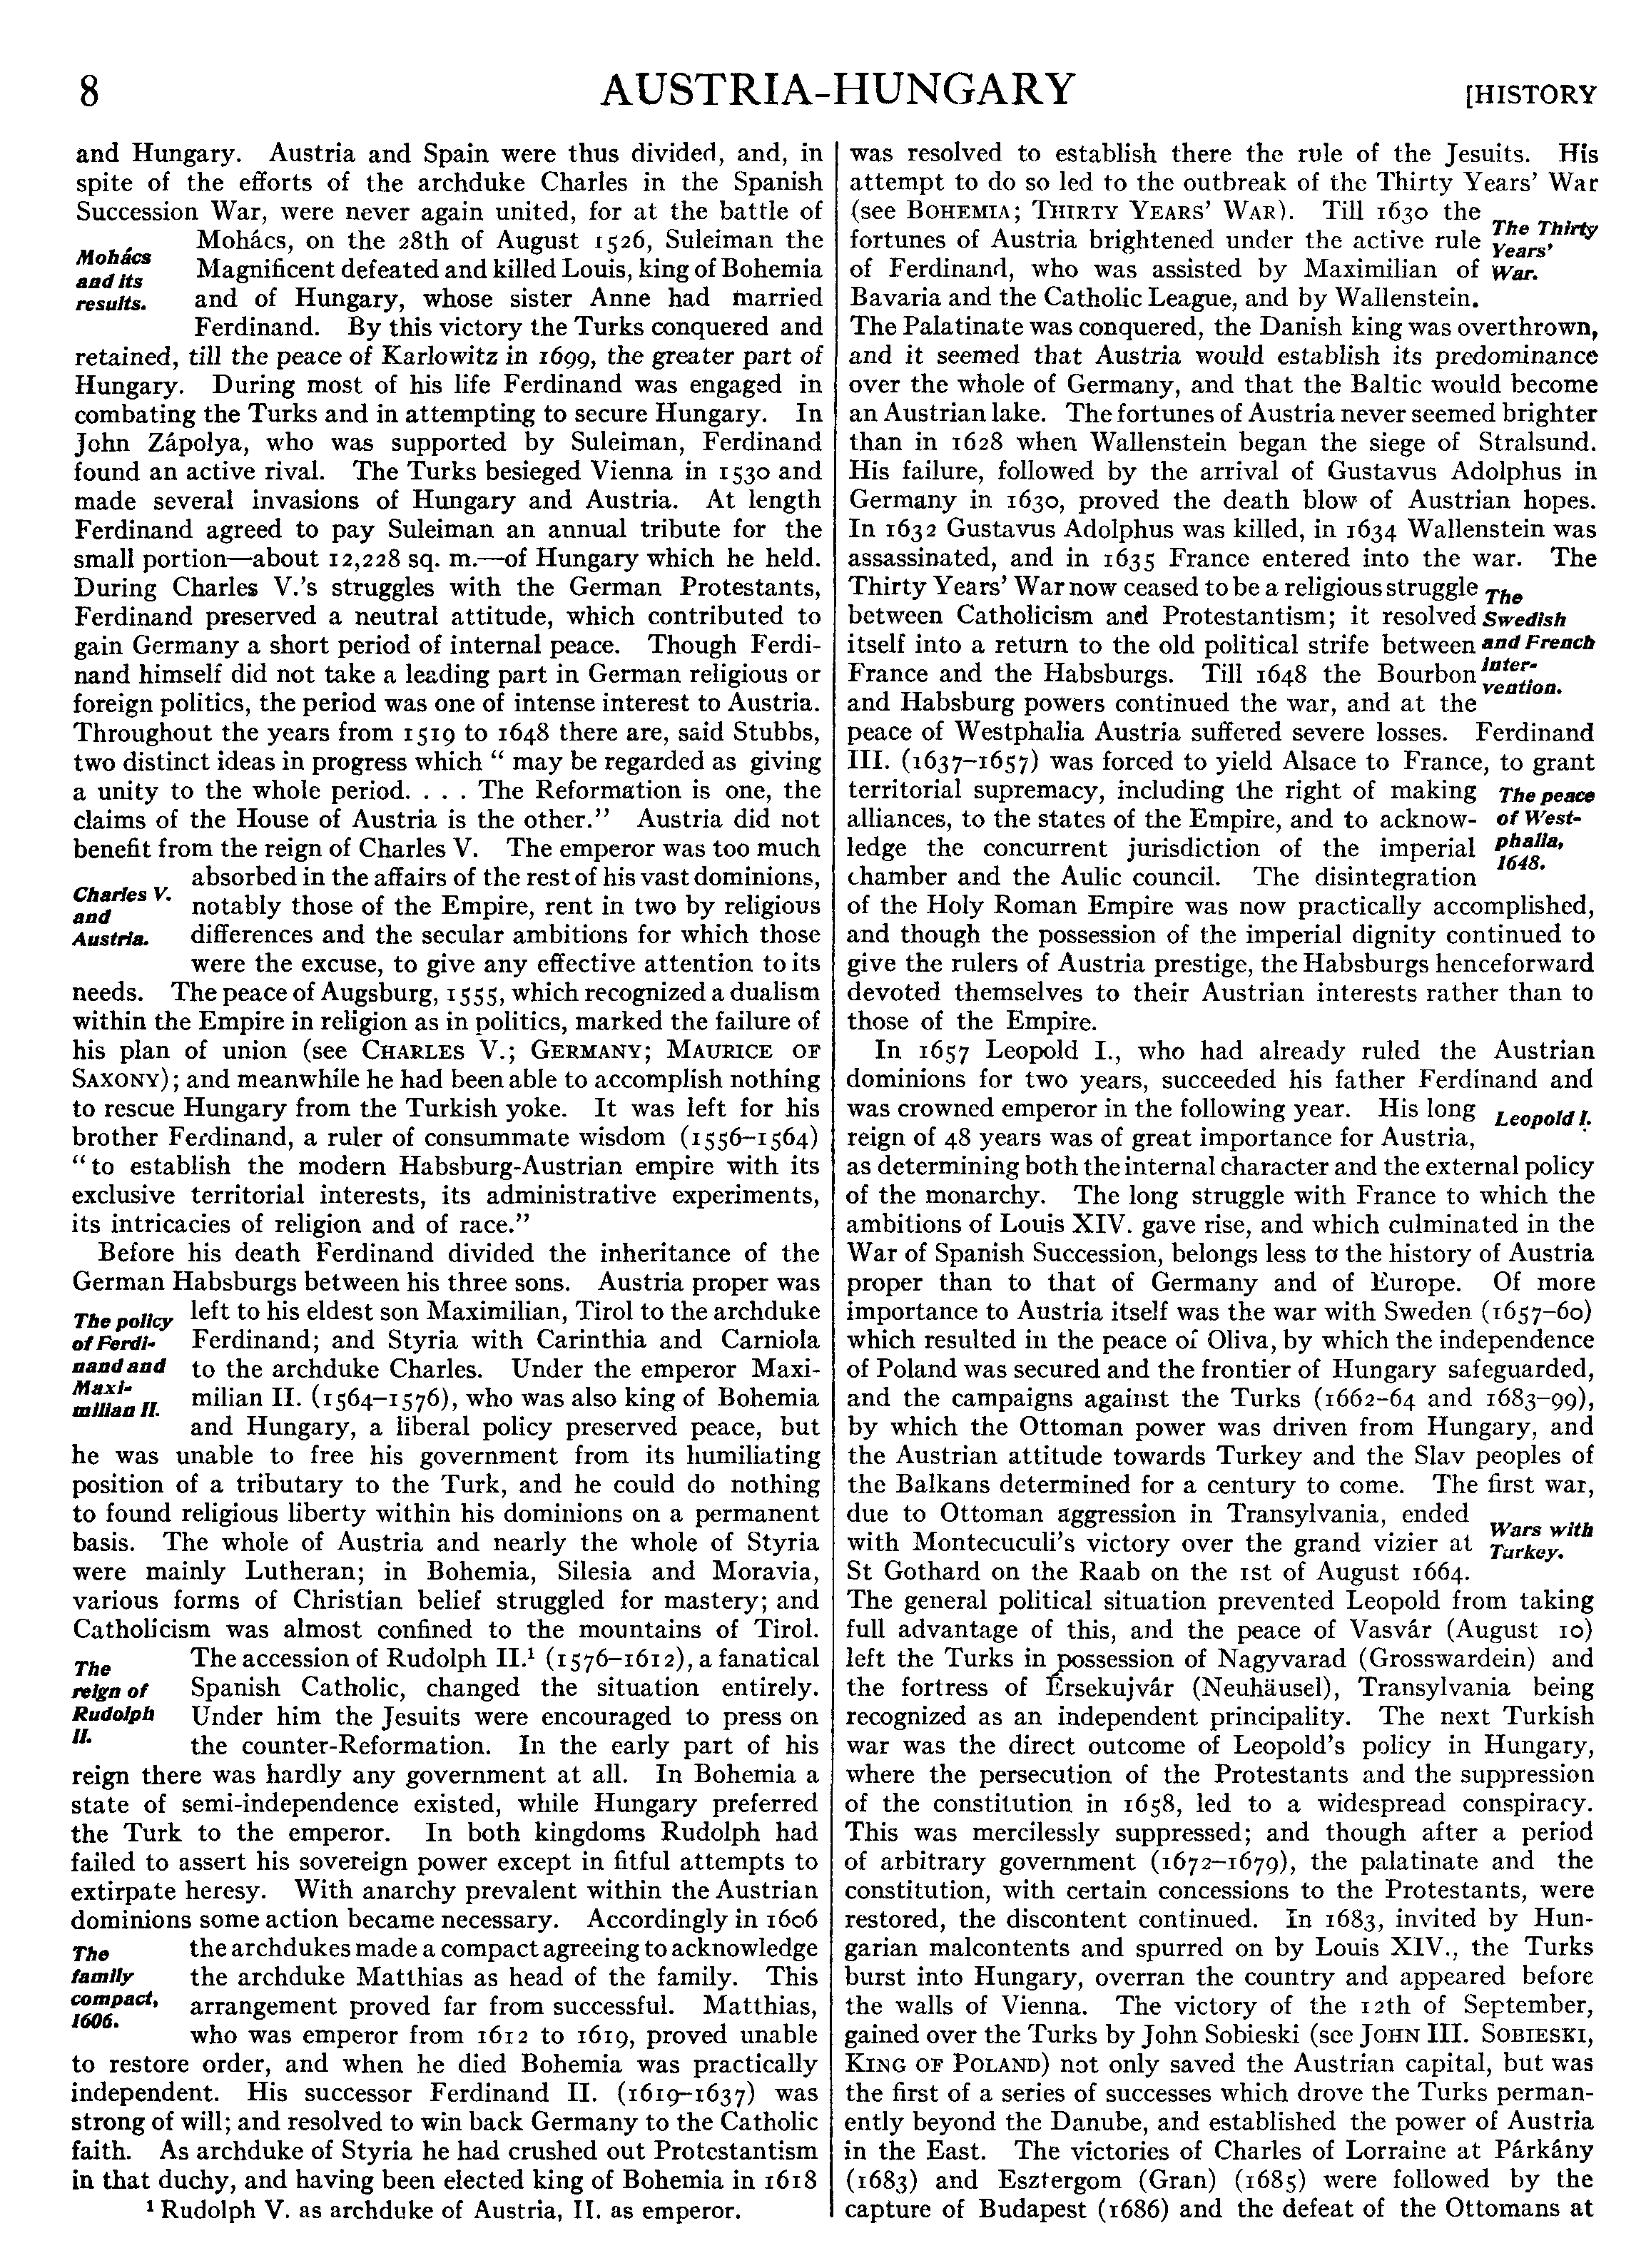 8
AUSTRIA-HUNGARY
[HISTORY
and Hungary. Austria and Spain were thus divided, and, in
spite of the efforts of the archduke Charles in the Spanish
Succession War, were never again united, for at the battle of
Mohács
and its
results.
Mohács, on the 28th of August 1526, Suleiman the
Magnificent defeated and killed Louis, king of Bohemia
and of Hungary, whose sister Anne had married
Ferdinand. By this victory the Turks conquered and
retained, till the peace of Karlowitz in 1699, the greater part of
Hungary. During most of his life Ferdinand was engaged in
combating the Turks and in attempting to secure Hungary. In
John Zápolya, who was supported by Suleiman, Ferdinand
found an active rival. The Turks besieged Vienna in 1530 and
made several invasions of Hungary and Austria. At length
Ferdinand agreed to pay Suleiman an annual tribute for the
small portion—about 12,228 sq. m.—of Hungary which he held.
During Charles V.'s struggles with the German Protestants,
Ferdinand preserved a neutral attitude, which contributed to
gain Germany a short period of internal peace. Though Ferdi-
nand himself did not take a leading part in German religious or
foreign politics, the period was one of intense interest to Austria.
Throughout the years from 1519 to 1648 there are, said Stubbs,
two distinct ideas in progress which " may be regarded as giving
a unity to the whole period. . . . The Reformation is one, the
claims of the House of Austria is the other." Austria did not
benefit from the reign of Charles V. The emperor was too much
Charles V.
and
Austria.
absorbed in the affairs of the rest of his vast dominions,
notably those of the Empire, rent in two by religious
differences and the secular ambitions for which those
were the excuse, to give any effective attention to its
needs. The peace of Augsburg, 1555, which recognized a dualism
within the Empire in religion as in politics, marked the failure of
his plan of union (see CHARLES V.; GERMANY; MAURICE OF
SAXONY); and meanwhile he had been able to accomplish nothing
to rescue Hungary from the Turkish yoke. It was left for his
brother Ferdinand, a ruler of consummate wisdom (1556–1564)
" to establish the modern Habsburg-Austrian empire with its
exclusive territorial interests, its administrative experiments,
its intricacies of religion and of race."
Before his death Ferdinand divided the inheritance of the
German Habsburgs between his three sons. Austria proper was
The policy
of Ferdi-
nand and
Maxi-
milian II.
left to his eldest son Maximilian, Tirol to the archduke
Ferdinand; and Styria with Carinthia and Carniola
to the archduke Charles. Under the emperor Maxi-
milian II. (1564–1576), who was also king of Bohemia
and Hungary, a liberal policy preserved peace, but
he was unable to free his government from its humiliating
position of a tributary to the Turk, and he could do nothing
to found religious liberty within his dominions on a permanent
basis. The whole of Austria and nearly the whole of Styria
were mainly Lutheran; in Bohemia, Silesia and Moravia,
various forms of Christian belief struggled for mastery; and
Catholicism was almost confined to the mountains of Tirol.
The
reign of
Rudolph
II.
The accession of Rudolph II.¹ (1576–1612), a fanatical
Spanish Catholic, changed the situation entirely.
Under him the Jesuits were encouraged to press on
the counter-Reformation. In the early part of his
reign there was hardly any government at all. In Bohemia a
state of semi-independence existed, while Hungary preferred
the Turk to the emperor. In both kingdoms Rudolph had
failed to assert his sovereign power except in fitful attempts to
extirpate heresy. With anarchy prevalent within the Austrian
dominions some action became necessary. Accordingly in 1606
The
family
compact,
1606.
the archdukes made a compact agreeing to acknowledge
the archduke Matthias as head of the family. This
arrangement proved far from successful. Matthias,
who was emperor from 1612 to 1619, proved unable
to restore order, and when he died Bohemia was practically
independent. His successor Ferdinand II. (1619–1637) was
strong of will; and resolved to win back Germany to the Catholic
faith. As archduke of Styria he had crushed out Protestantism
in that duchy, and having been elected king of Bohemia in 1618
¹ Rudolph V. as archduke of Austria, II. as emperor.
was resolved to establish there the rule of the Jesuits. His
attempt to do so led to the outbreak of the Thirty Years' War
(see BOHEMIA; THIRTY YEARS' WAR). Till 1630 the
fortunes of Austria brightened under the active rule
of Ferdinand, who was assisted by Maximilian of
Bavaria and the Catholic League, and by Wallenstein.
The Thirty
Years'
War.
The Palatinate was conquered, the Danish king was overthrown,
and it seemed that Austria would establish its predominance
over the whole of Germany, and that the Baltic would become
an Austrian lake. The fortunes of Austria never seemed brighter
than in 1628 when Wallenstein began the siege of Stralsund.
His failure, followed by the arrival of Gustavus Adolphus in
Germany in 1630, proved the death blow of Austrian hopes.
In 1632 Gustavus Adolphus was killed, in 1634 Wallenstein was
assassinated, and in 1635 France entered into the war. The
Thirty Years' War now ceased to be a religious struggle
between Catholicism and Protestantism; it resolved
itself into a return to the old political strife between
France and the Habsburgs. Till 1648 the Bourbon
and Habsburg powers continued the war, and at the
The
Swedish
and French
inter-
vention.
peace of Westphalia Austria suffered severe losses. Ferdinand
III. (1637–1657) was forced to yield Alsace to France, to grant
territorial supremacy, including the right of making
alliances, to the states of the Empire, and to acknow-
ledge the concurrent jurisdiction of the imperial
chamber and the Aulic council. The disintegration
The peace
of West-
phalia,
1648.
of the Holy Roman Empire was now practically accomplished,
and though the possession of the imperial dignity continued to
give the rulers of Austria prestige, the Habsburgs henceforward
devoted themselves to their Austrian interests rather than to
those of the Empire.
In 1657 Leopold I., who had already ruled the Austrian
dominions for two years, succeeded his father Ferdinand and
was crowned emperor in the following year. His long
reign of 48 years was of great importance for Austria,
Leopold I.
as determining both the internal character and the external policy
of the monarchy. The long struggle with France to which the
ambitions of Louis XIV. gave rise, and which culminated in the
War of Spanish Succession, belongs less to the history of Austria
proper than to that of Germany and of Europe. Of more
importance to Austria itself was the war with Sweden (1657–60)
which resulted in the peace of Oliva, by which the independence
of Poland was secured and the frontier of Hungary safeguarded,
and the campaigns against the Turks (1662–64 and 1683–99),
by which the Ottoman power was driven from Hungary, and
the Austrian attitude towards Turkey and the Slav peoples of
the Balkans determined for a century to come. The first war,
due to Ottoman aggression in Transylvania, ended
with Montecuculi's victory over the grand vizier at
St Gothard on the Raab on the 1st of August 1664.
Wars with
Turkey.
The general political situation prevented Leopold from taking
full advantage of this, and the peace of Vasvár (August 10)
left the Turks in possession of Nagyvarad (Grosswardein) and
the fortress of Érsekujvár (Neuhäusel), Transylvania being
recognized as an independent principality. The next Turkish
war was the direct outcome of Leopold's policy in Hungary,
where the persecution of the Protestants and the suppression
of the constitution in 1658, led to a widespread conspiracy.
This was mercilessly suppressed; and though after a period
of arbitrary government (1672–1679), the palatinate and the
constitution, with certain concessions to the Protestants, were
restored, the discontent continued. In 1683, invited by Hun-
garian malcontents and spurred on by Louis XIV., the Turks
burst into Hungary, overran the country and appeared before
the walls of Vienna. The victory of the 12th of September,
gained over the Turks by John Sobieski (see JOHN III. SOBIESKI,
KING OF POLAND) not only saved the Austrian capital, but was
the first of a series of successes which drove the Turks perman-
ently beyond the Danube, and established the power of Austria
in the East. The victories of Charles of Lorraine at Párkány
(1683) and Esztergom (Gran) (1685) were followed by the
capture of Budapest (1686) and the defeat of the Ottomans at